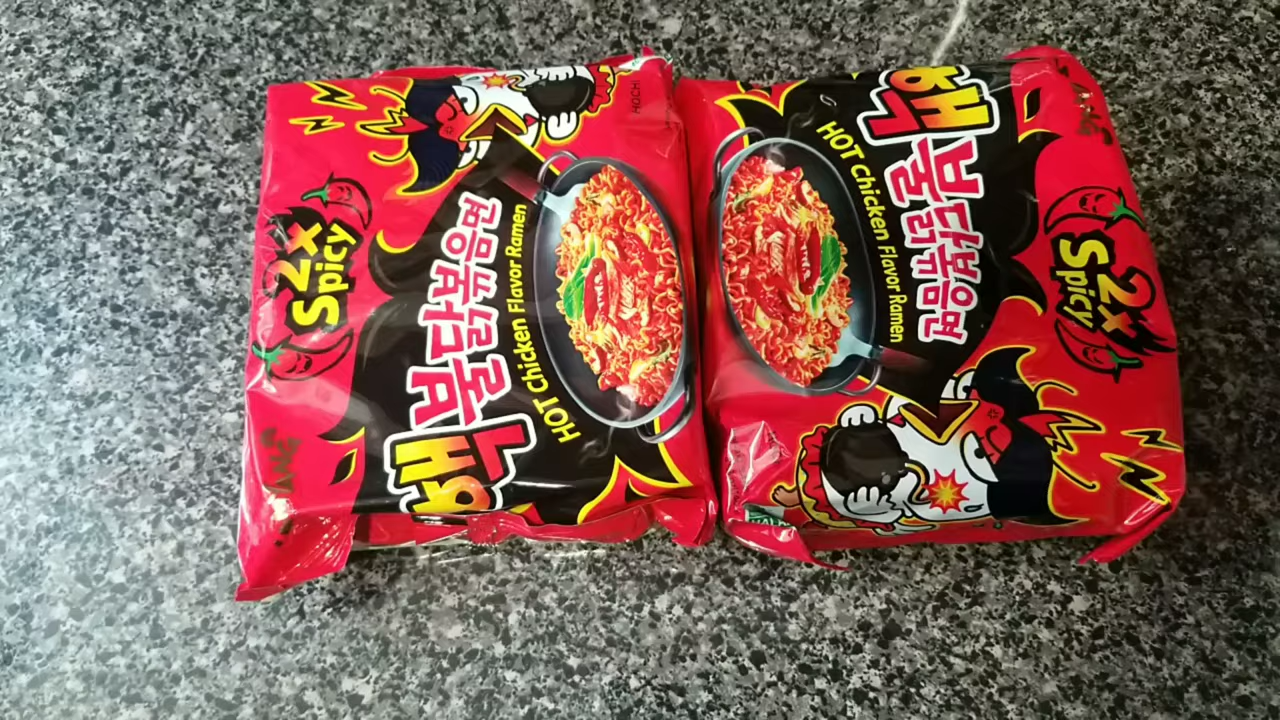 핵불닭볶음면
HOT Chicken Flavor Ramen
2x
Spicy
핵불닭볶음면
HOT Chicken Flavor Ramen
2x
Spicy